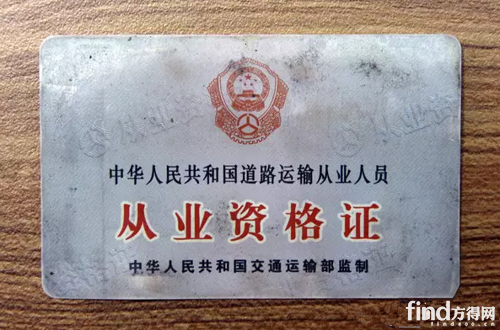 中华人民共和国道路运输从业人员
从业资格证
中华人民共和国交通运输部监制
find方得网
find800.cn